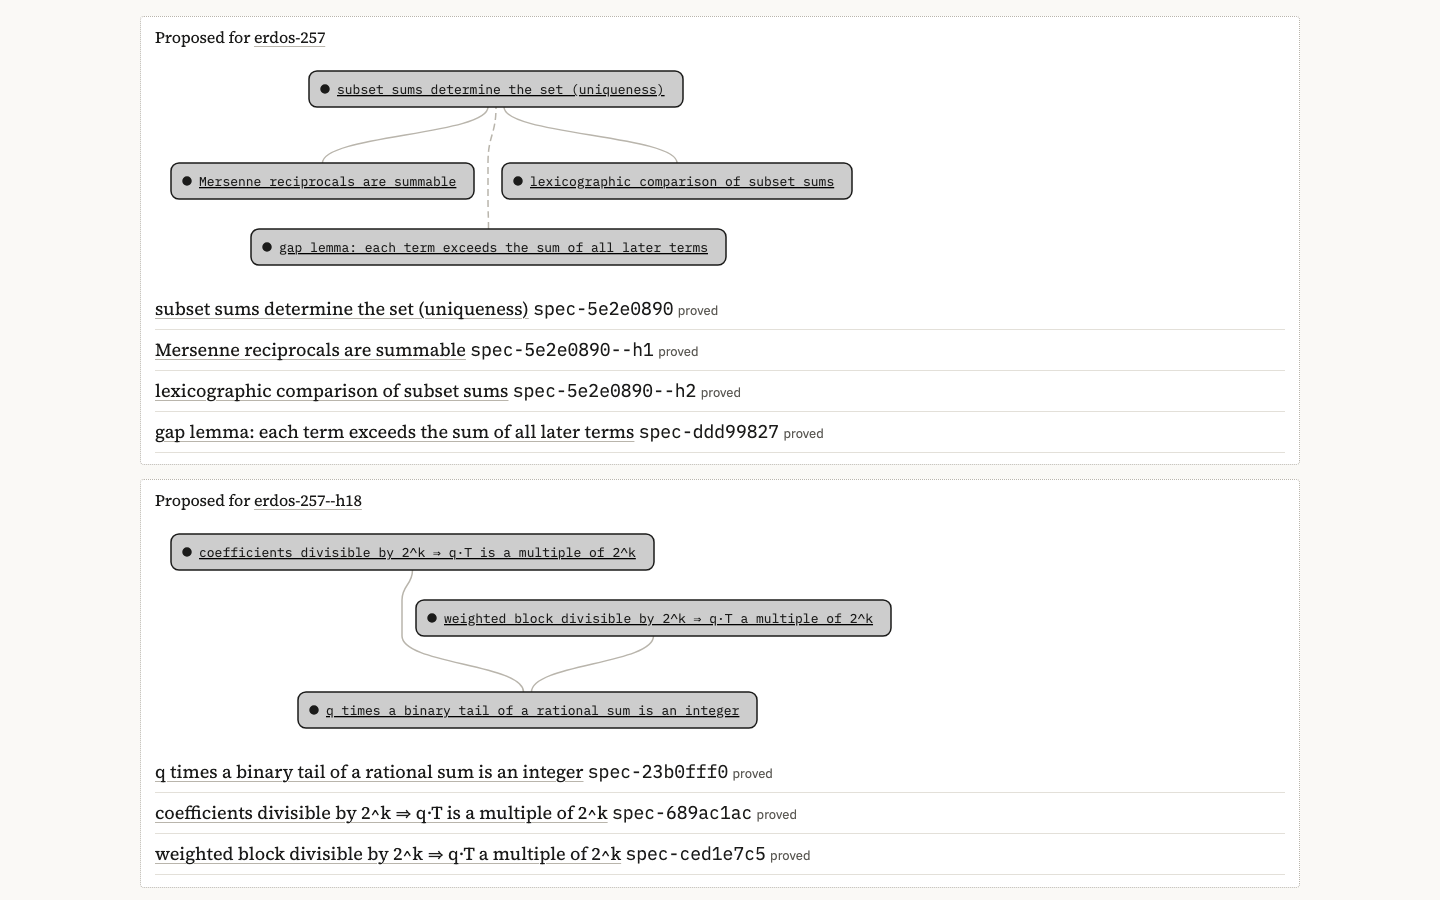 Proposed for erdos-257
subset sums determine the set (uniqueness)
Mersenne reciprocals are summable
lexicographic comparison of subset sums
gap lemma: each term exceeds the sum of all later terms
subset sums determine the set (uniqueness) spec-5e2e0890 proved
Mersenne reciprocals are summable spec-5e2e0890--h1 proved
lexicographic comparison of subset sums spec-5e2e0890--h2 proved
gap lemma: each term exceeds the sum of all later terms spec-ddd99827 proved
Proposed for erdos-257--h18
coefficients divisible by 2^k ⇒ q·T is a multiple of 2^k
weighted block divisible by 2^k ⇒ q·T a multiple of 2^k
q times a binary tail of a rational sum is an integer
q times a binary tail of a rational sum is an integer spec-23b0fff0 proved
coefficients divisible by 2^k ⇒ q·T is a multiple of 2^k spec-689ac1ac proved
weighted block divisible by 2^k ⇒ q·T a multiple of 2^k spec-ced1e7c5 proved